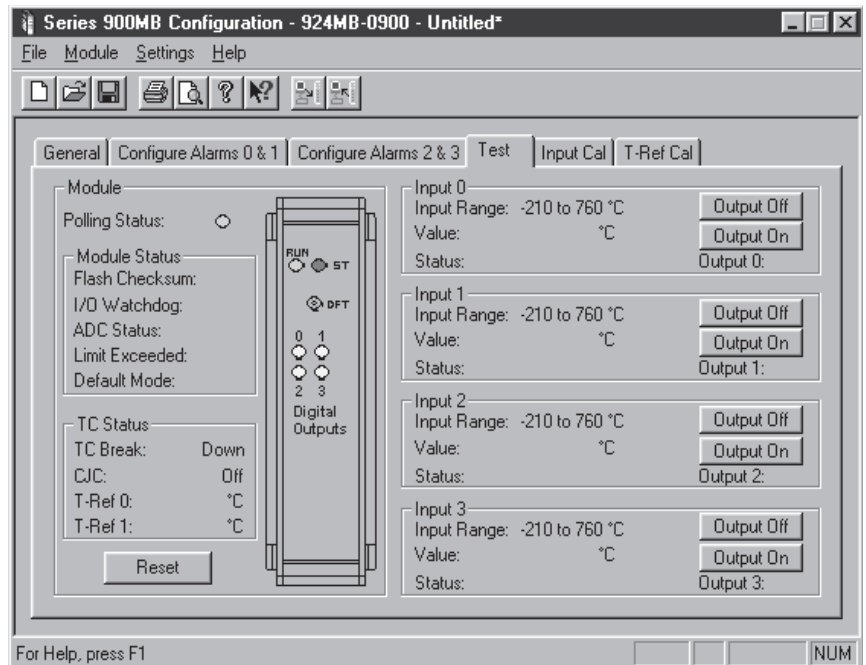 Series 900MB Configuration - 924MB-0900 - Untitled*
File Module Settings Help
General Configure Alarms 0 & 1 Configure Alarms 2 & 3 Test Input Cal T-Ref Cal
Module
Polling Status:
Module Status
Flash Checksum:
I/O Watchdog:
ADC Status:
Limit Exceeded:
Default Mode:
TC Status
TC Break: Down
CJC: Off
T-Ref 0: °C
T-Ref 1: °C
Reset
RUN ST
DFT
0 1
2 3
Digital
Outputs
Input 0
Input Range: -210 to 760 °C Output Off
Value: °C Output On
Status: Output 0:
Input 1
Input Range: -210 to 760 °C Output Off
Value: °C Output On
Status: Output 1:
Input 2
Input Range: -210 to 760 °C Output Off
Value: °C Output On
Status: Output 2:
Input 3
Input Range: -210 to 760 °C Output Off
Value: °C Output On
Status: Output 3:
For Help, press F1 NUM